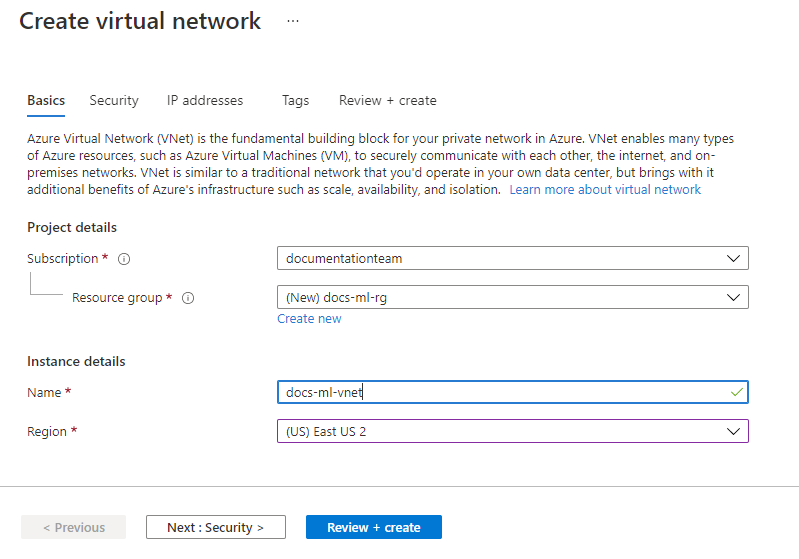 Create virtual network ...
Basics Security IP addresses Tags Review + create
Azure Virtual Network (VNet) is the fundamental building block for your private network in Azure. VNet enables many types
of Azure resources, such as Azure Virtual Machines (VM), to securely communicate with each other, the internet, and on-
premises networks. VNet is similar to a traditional network that you'd operate in your own data center, but brings with it
additional benefits of Azure's infrastructure such as scale, availability, and isolation. Learn more about virtual network
Project details
Subscription * documentationteam
Resource group * (New) docs-ml-rg
Create new
Instance details
Name * docs-ml-vnet
Region * (US) East US 2
< Previous Next : Security > Review + create